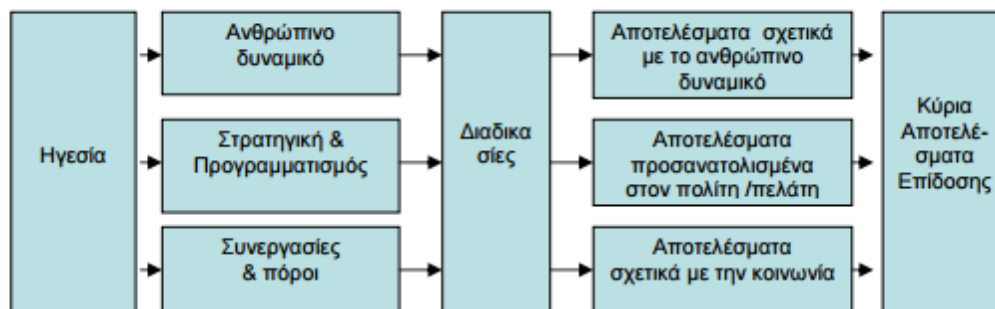 Ηγεσία
Ανθρώπινο
δυναμικό
Στρατηγική &
Προγραμματισμός
Συνεργασίες
& πόροι
Διαδικα
σίες
Αποτελέσματα σχετικά
με το ανθρώπινο
δυναμικό
Αποτελέσματα
προσανατολισμένα
στον πολίτη /πελάτη
Αποτελέσματα
σχετικά με την κοινωνία
Κύρια
Αποτελέ-
σματα
Επίδοσης